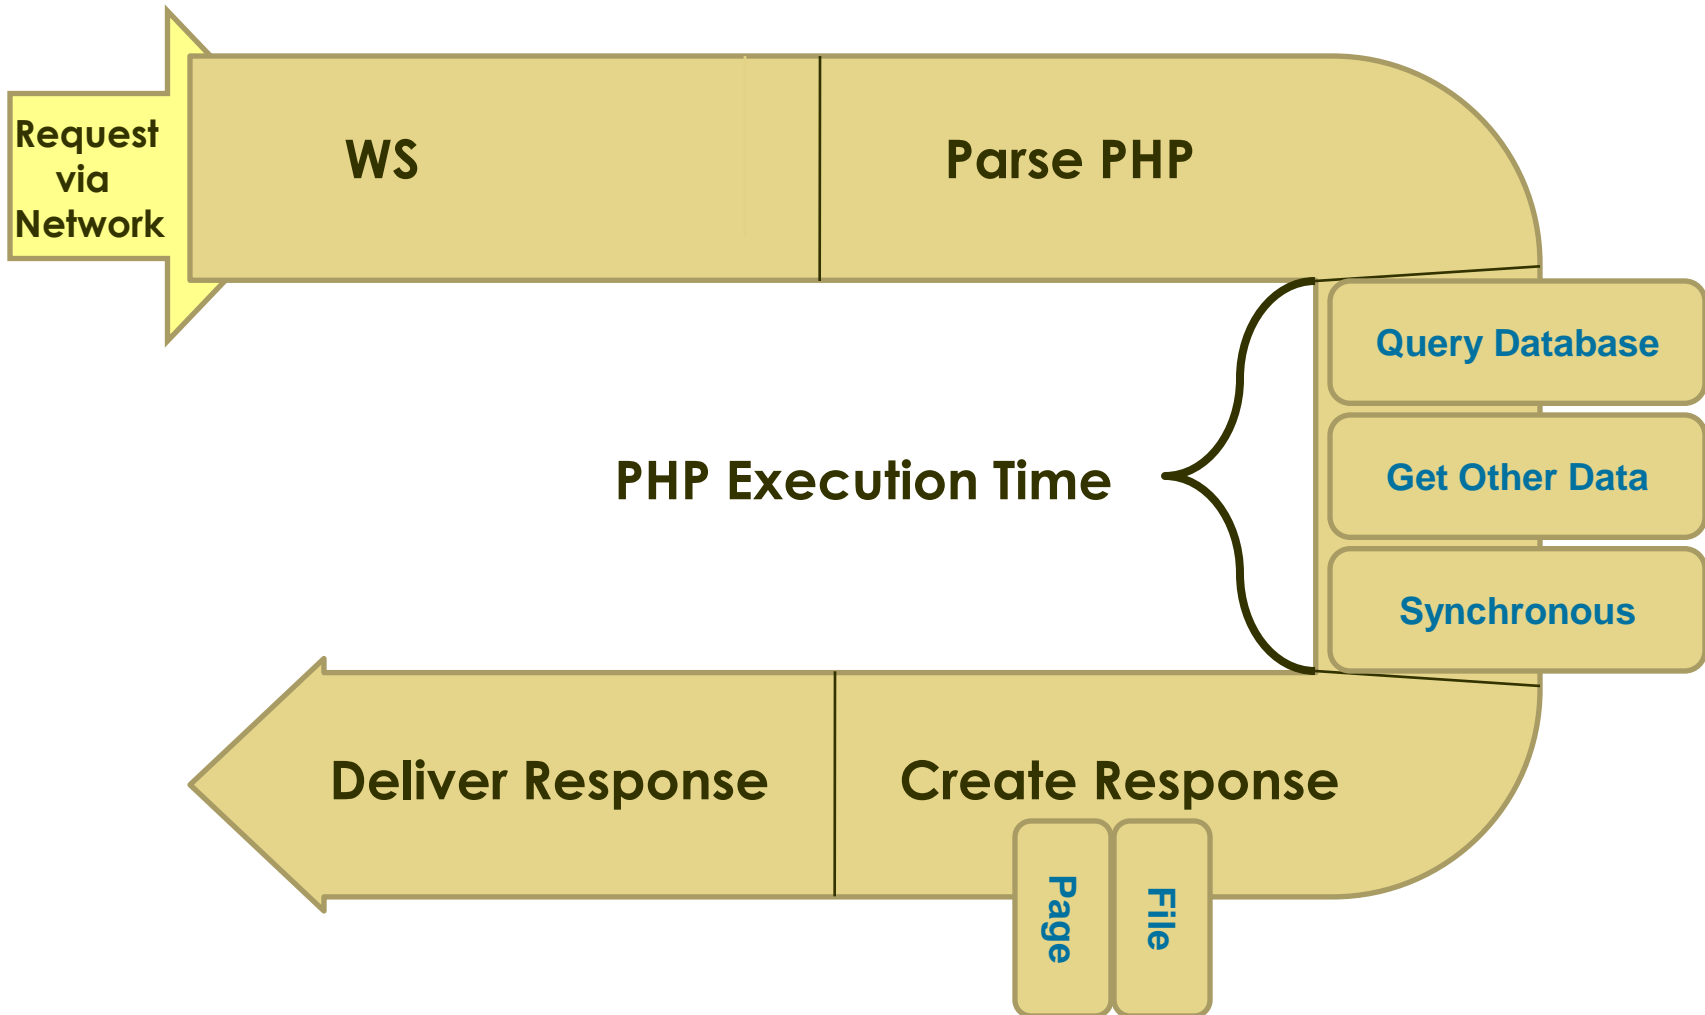 Request
via
Network
WS
Parse PHP
Query Database
Get Other Data
Synchronous
PHP Execution Time
Deliver Response
Create Response
Page
File